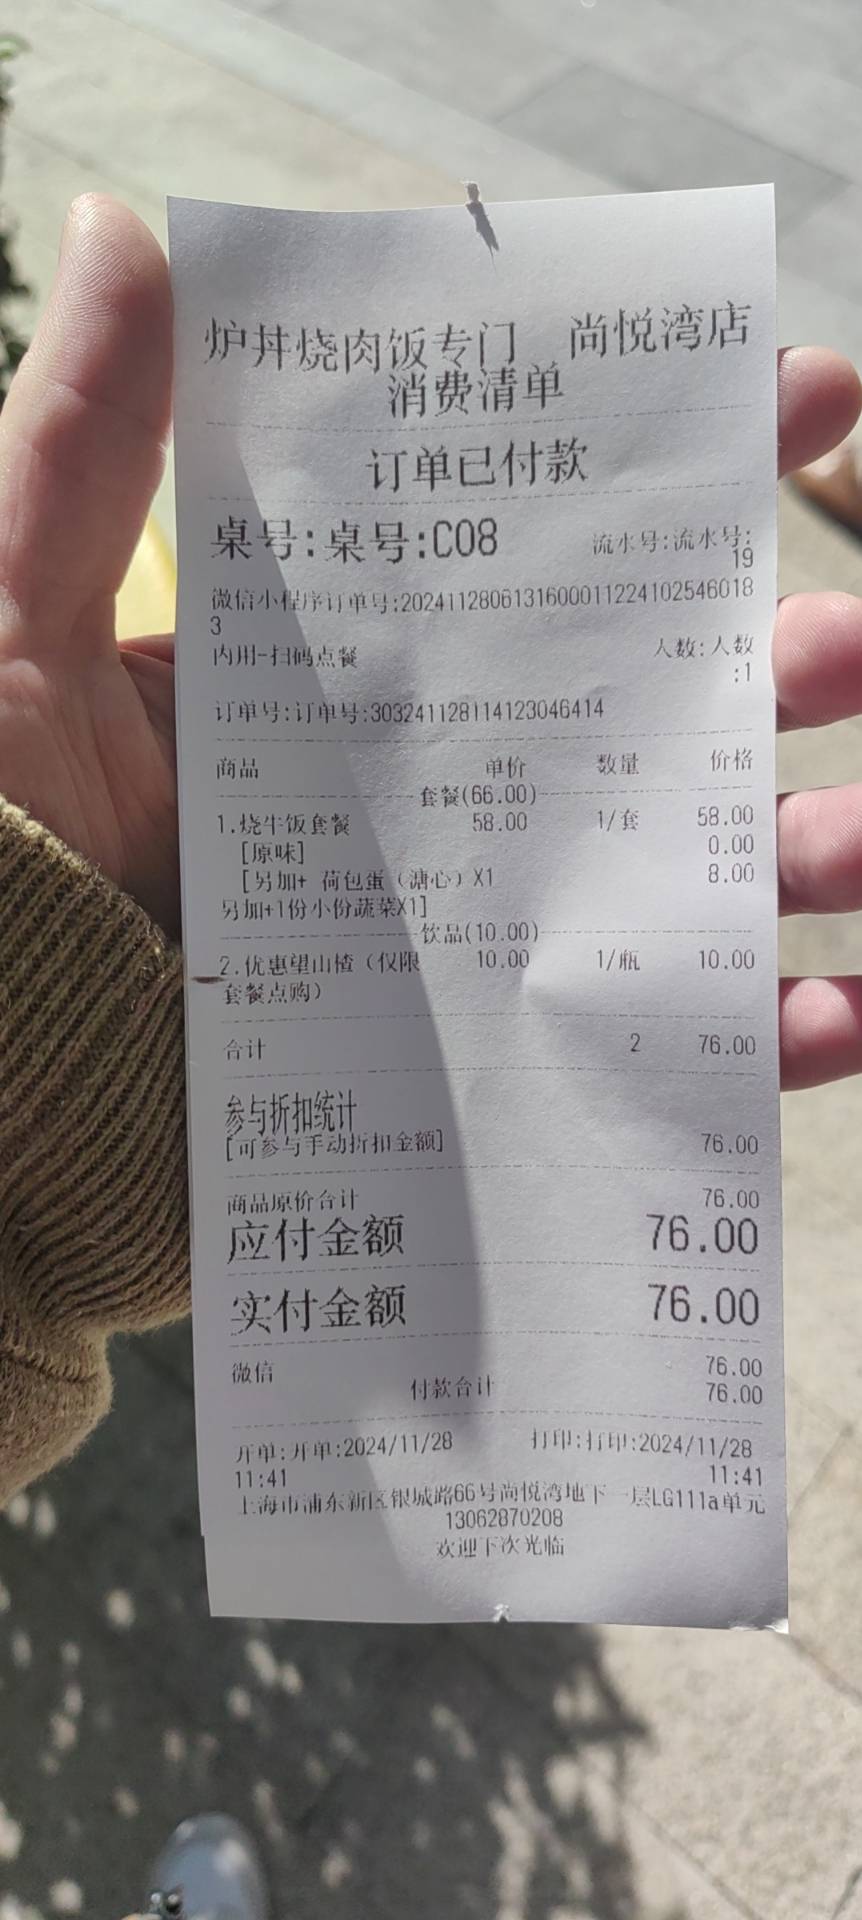 炉丼烧肉饭专门 尚悦湾店
消费清单
订单已付款
桌号:桌号:C08 流水号:流水号:
19
微信小程序订单号:2024112806131600011224102546018
3
内用-扫码点餐 人数:人数
:1
订单号:订单号:303241128114123046414
商品 单价 数量 价格
套餐(66.00)
1.烧牛饭套餐 58.00 1/套 58.00
[原味] 0.00
[另加+ 荷包蛋(溏心)X1 8.00
另加+1份小份蔬菜X1]
饮品(10.00)
2.优惠望山楂(仅限 10.00 1/瓶 10.00
套餐点购)
合计 2 76.00
参与折扣统计
[可参与手动折扣金额] 76.00
商品原价合计 76.00
应付金额 76.00
实付金额 76.00
微信 76.00
付款合计 76.00
开单:开单:2024/11/28 打印:打印:2024/11/28
11:41 11:41
上海市浦东新区银城路66号尚悦湾地下一层LG111a单元
13062870208
欢迎下次光临